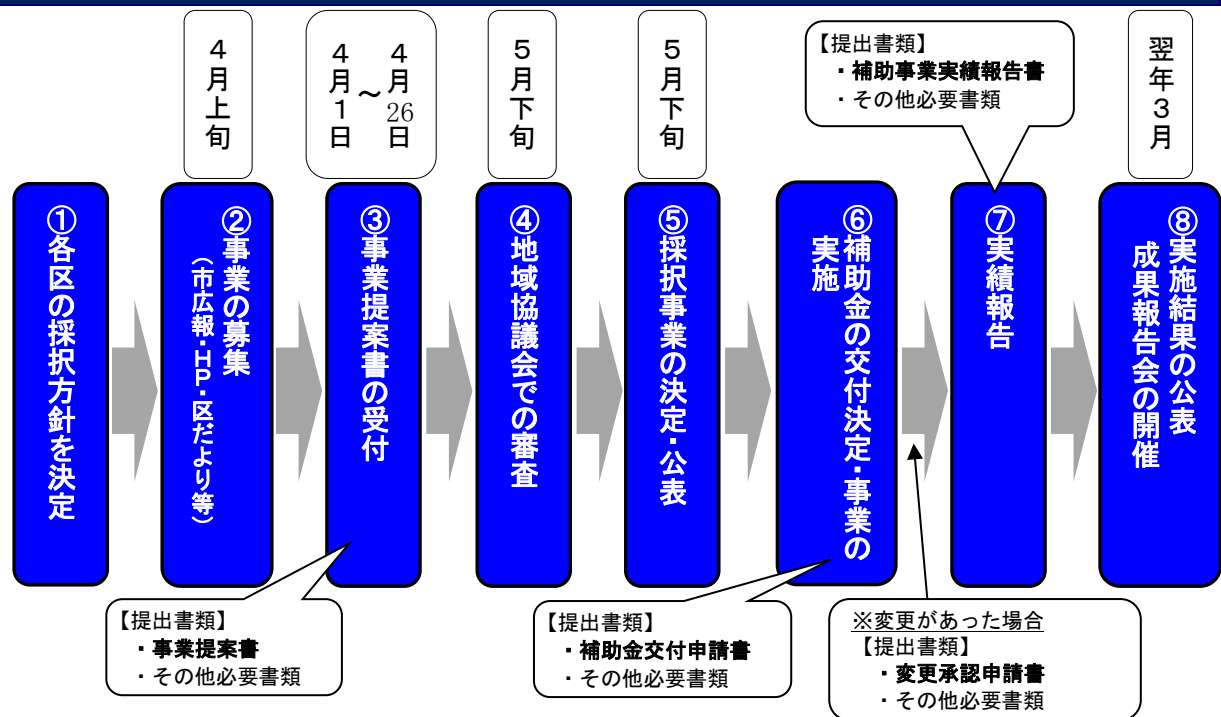 ４月上旬
４月１日
～
４月26日
５月下旬
５月下旬
【提出書類】
・補助事業実績報告書
・その他必要書類
翌年３月
①各区の採択方針を決定
②事業の募集
（市広報・ＨＰ・区だより等）
③事業提案書の受付
④地域協議会での審査
⑤採択事業の決定・公表
⑥補助金の交付決定・事業の
実施
⑦実績報告
⑧実施結果の公表
成果報告会の開催
【提出書類】
・事業提案書
・その他必要書類
【提出書類】
・補助金交付申請書
・その他必要書類
※変更があった場合
【提出書類】
・変更承認申請書
・その他必要書類